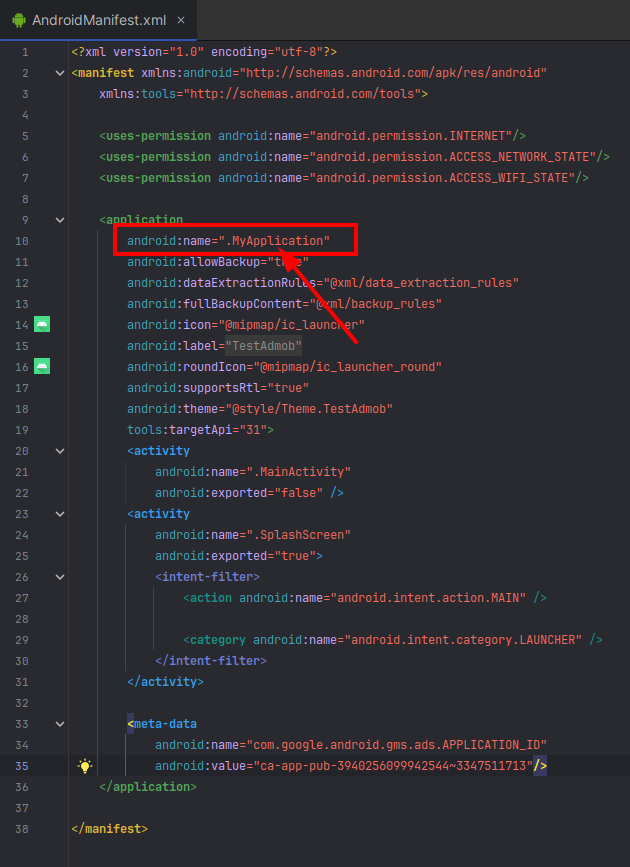 AndroidManifest.xml ×
1 <?xml version="1.0" encoding="utf-8"?>
2 <manifest xmlns:android="http://schemas.android.com/apk/res/android"
3 xmlns:tools="http://schemas.android.com/tools">
4
5 <uses-permission android:name="android.permission.INTERNET"/>
6 <uses-permission android:name="android.permission.ACCESS_NETWORK_STATE"/>
7 <uses-permission android:name="android.permission.ACCESS_WIFI_STATE"/>
8
9 <application
10 android:name=".MyApplication"
11 android:allowBackup="true"
12 android:dataExtractionRules="@xml/data_extraction_rules"
13 android:fullBackupContent="@xml/backup_rules"
14 android:icon="@mipmap/ic_launcher"
15 android:label="TestAdmob"
16 android:roundIcon="@mipmap/ic_launcher_round"
17 android:supportsRtl="true"
18 android:theme="@style/Theme.TestAdmob"
19 tools:targetApi="31">
20 <activity
21 android:name=".MainActivity"
22 android:exported="false" />
23 <activity
24 android:name=".SplashScreen"
25 android:exported="true">
26 <intent-filter>
27 <action android:name="android.intent.action.MAIN" />
28
29 <category android:name="android.intent.category.LAUNCHER" />
30 </intent-filter>
31 </activity>
32
33 <meta-data
34 android:name="com.google.android.gms.ads.APPLICATION_ID"
35 android:value="ca-app-pub-3940256099942544~3347511713"/>
36 </application>
37
38 </manifest>